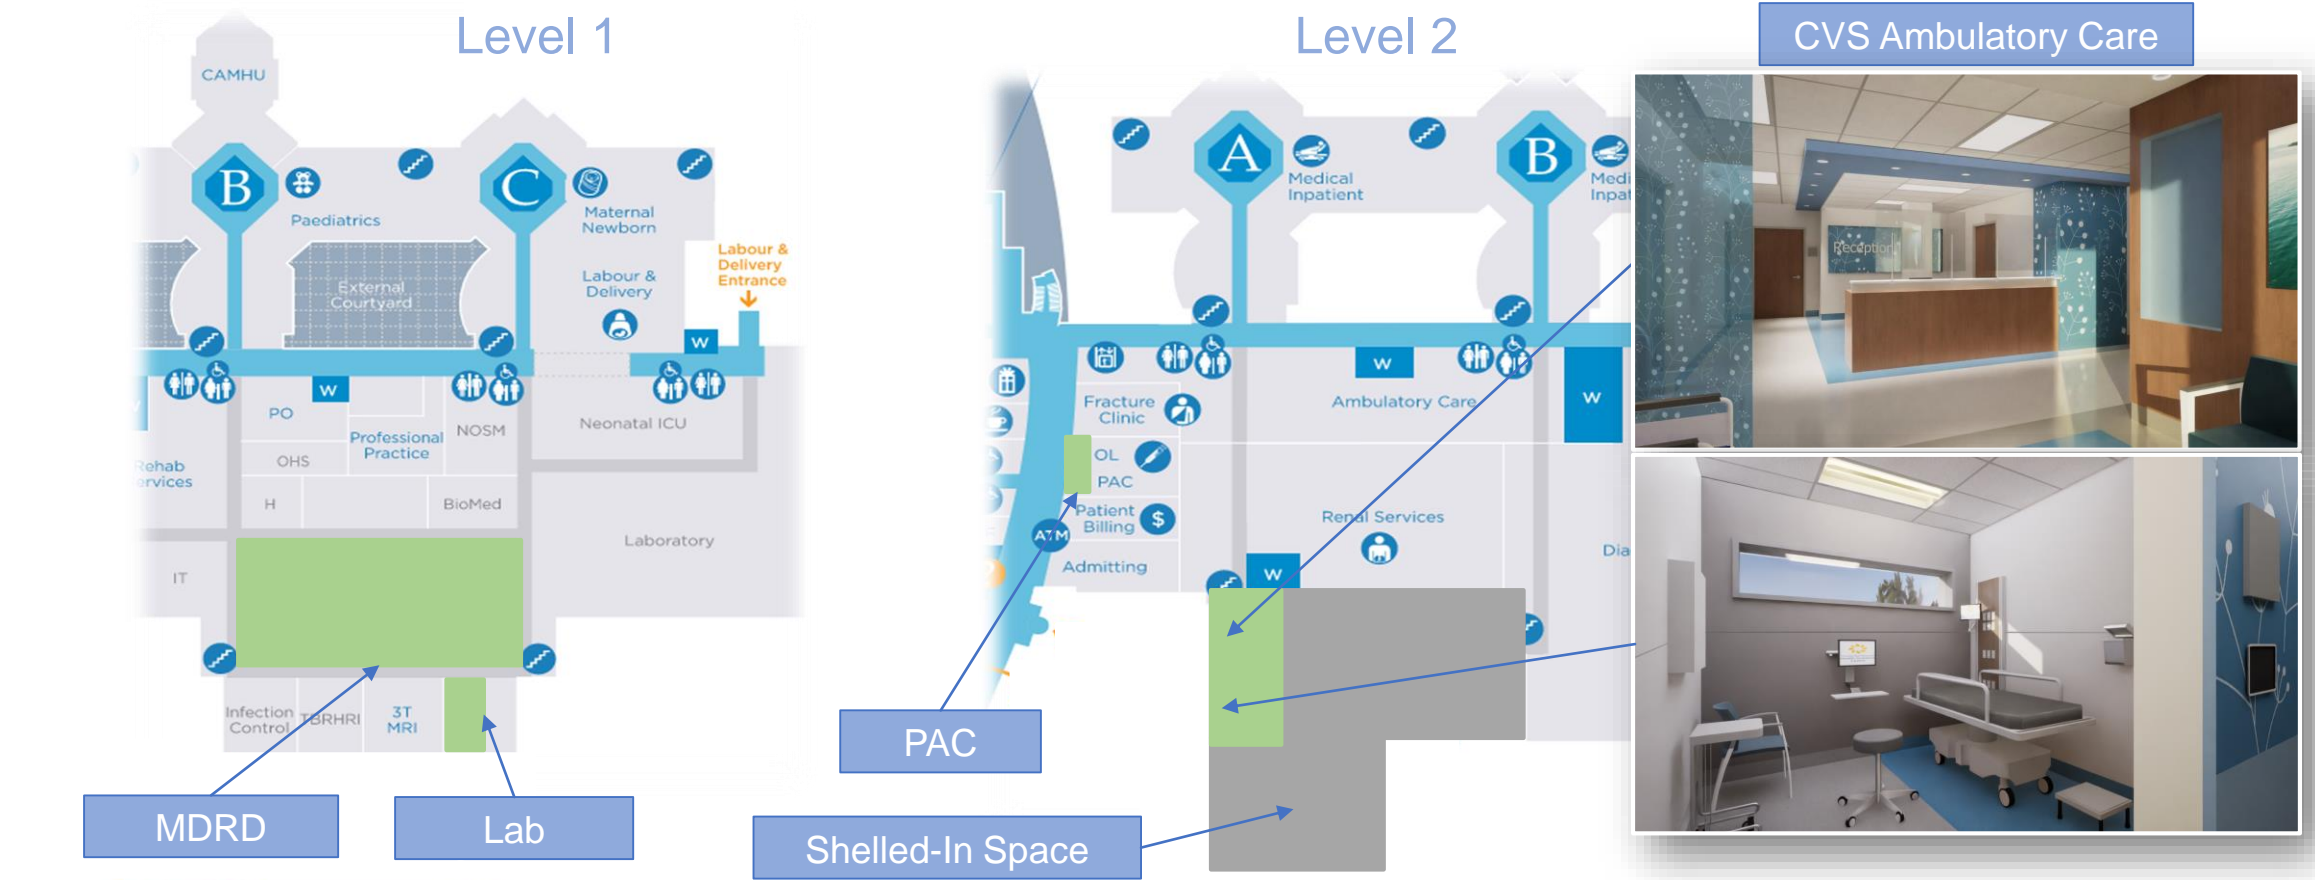 Level 1
CAMHU
B
Paediatrics
C
Maternal
Newborn
Labour &
Delivery
Entrance
Labour &
Delivery
External
Courtyard
W
W
PO
Professional
Practice
NOSM
Neonatal ICU
Rehab
Services
OHS
H
BioMed
Laboratory
IT
Infection
Control
TBRHRI
3T
MRI
MDRD
Lab
Level 2
A
Medical
Inpatient
B
Medi
Inpat
W
W
Fracture
Clinic
Ambulatory Care
OL
PAC
Patient
Billing
$
Renal Services
ATM
Admitting
W
Dia
PAC
Shelled-In Space
CVS Ambulatory Care
Reception